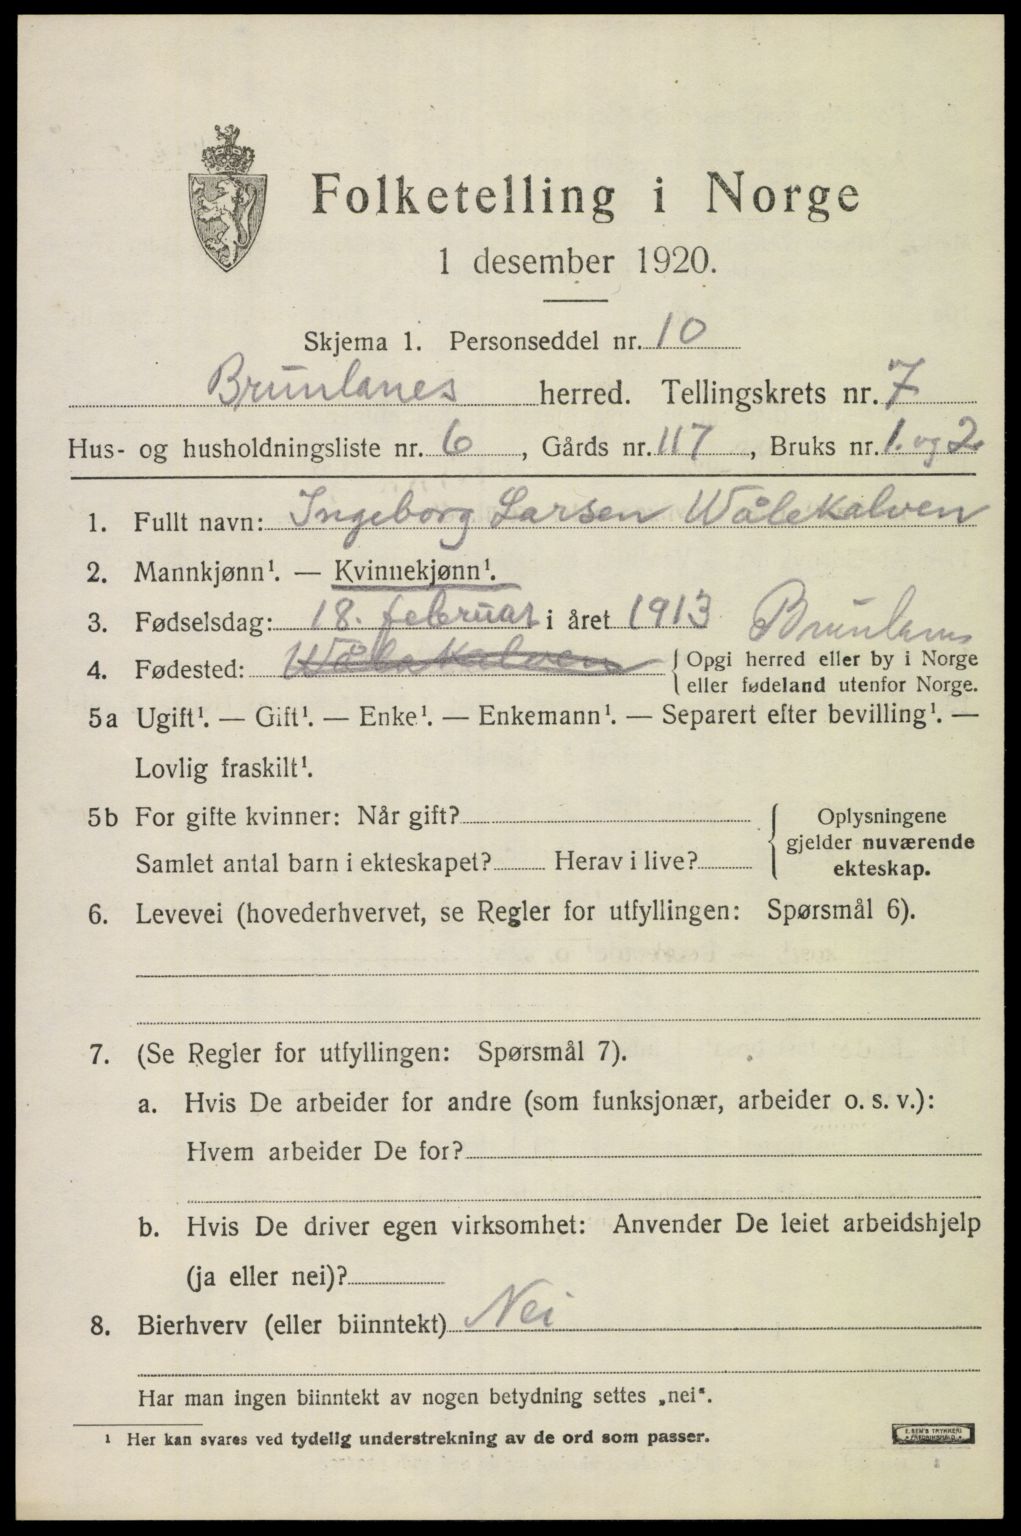 Folketelling i Norge
1 desember 1920.
Skjema 1. Personseddel nr. 10
Brunlanes herred. Tellingskrets nr. 7
Hus- og husholdningsliste nr. 6, Gårds nr. 117, Bruks nr. 1. og 2.
1. Fullt navn: Ingeborg Larsen Wålekalven
2. Mannkjønn¹. — Kvinnekjønn¹.
3. Fødselsdag: 18. februar i året 1913 Brunlanes
4. Fødested: Wålekalven { Opgi herred eller by i Norge
eller fødeland utenfor Norge.
5a Ugift¹. — Gift¹. — Enke¹. — Enkemann¹. — Separert efter bevilling¹. —
Lovlig fraskilt¹.
5b For gifte kvinner: Når gift? { Oplysningene
gjelder nuværende
Samlet antal barn i ekteskapet? Herav i live? ekteskap.
6. Levevei (hovederhvervet, se Regler for utfyllingen: Spørsmål 6).
7. (Se Regler for utfyllingen: Spørsmål 7).
a. Hvis De arbeider for andre (som funksjonær, arbeider o. s. v.):
Hvem arbeider De for?
b. Hvis De driver egen virksomhet: Anvender De leiet arbeidshjelp
(ja eller nei)?
8. Bierhverv (eller biinntekt) Nei
Har man ingen biinntekt av nogen betydning settes „nei".
¹ Her kan svares ved tydelig understrekning av de ord som passer.
E. SEM'S TRYKKERI
FREDRIKSHALD